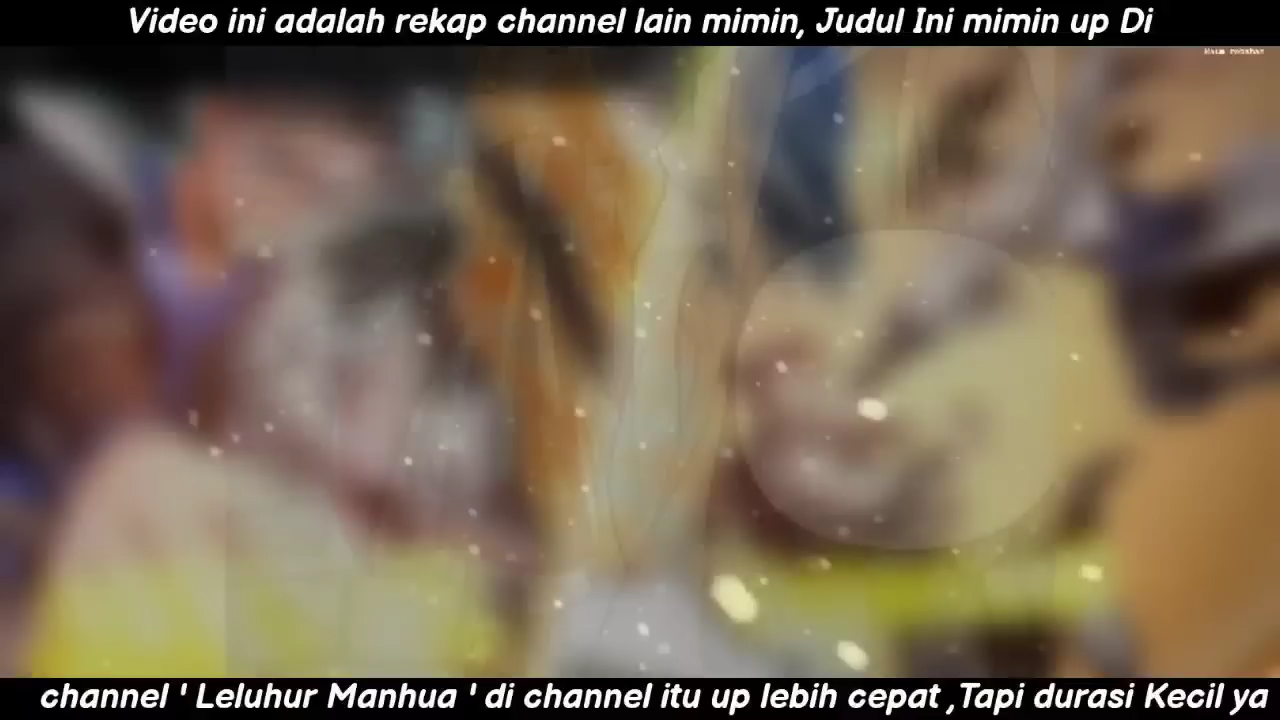 Video ini adalah rekap channel lain mimin, Judul Ini mimin up Di
channel ' Leluhur Manhua ' di channel itu up lebih cepat ,Tapi durasi Kecil ya